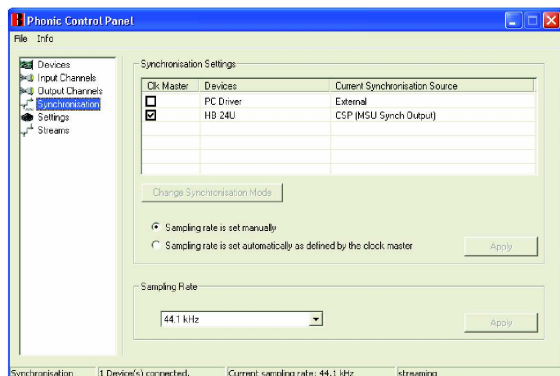 Phonic Control Panel
File Info
Devices
Input Channels
Output Channels
Synchronisation
Settings
Streams
Synchronisation Settings
Clk Master Devices Current Synchronisation Source
PC Driver External
HB 24U CSP (MSU Synch Output)
Change Synchronisation Mode
Sampling rate is set manually
Sampling rate is set automatically as defined by the clock master
Apply
Sampling Rate
44.1 kHz
Apply
Synchronisation 1 Device(s) connected. Current sampling rate: 44.1 kHz streaming